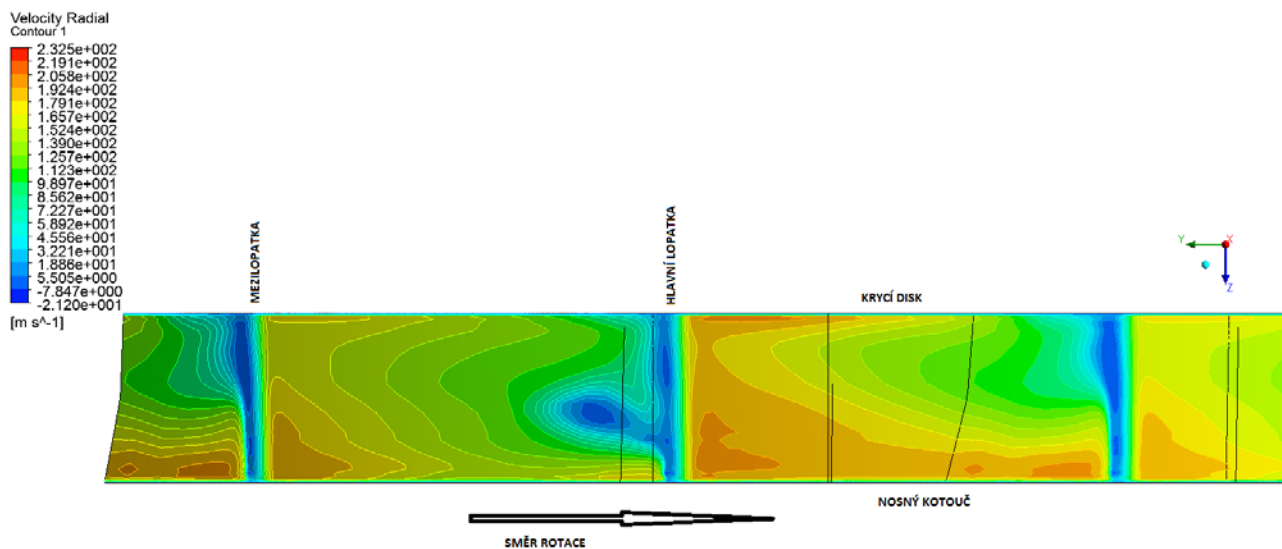 Velocity Radial
Contour 1
2.325e+002
2.191e+002
2.058e+002
1.924e+002
1.791e+002
1.657e+002
1.524e+002
1.390e+002
1.257e+002
1.123e+002
9.897e+001
8.562e+001
7.227e+001
5.892e+001
4.556e+001
3.221e+001
1.886e+001
5.505e+000
-7.847e+000
-2.120e+001
[m s^-1]
MEZILOPATKA
HLAVNÍ LOPATKA
KRYCÍ DISK
Y
X
Z
NOSNÝ KOTOUČ
SMĚR ROTACE